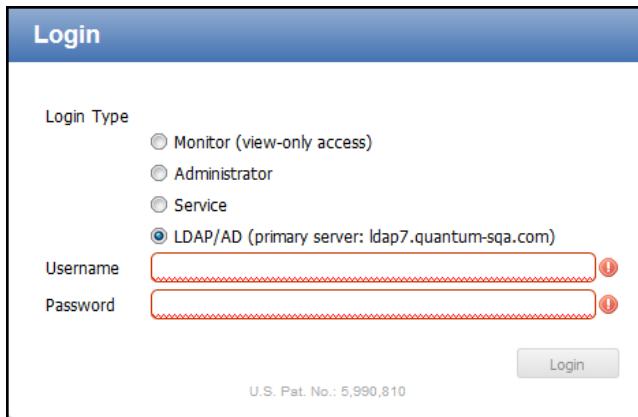 Login
Login Type
Monitor (view-only access)
Administrator
Service
LDAP/AD (primary server: ldap7.quantum-sqa.com)
Username
Password
Login
U.S. Pat. No.: 5,990,810